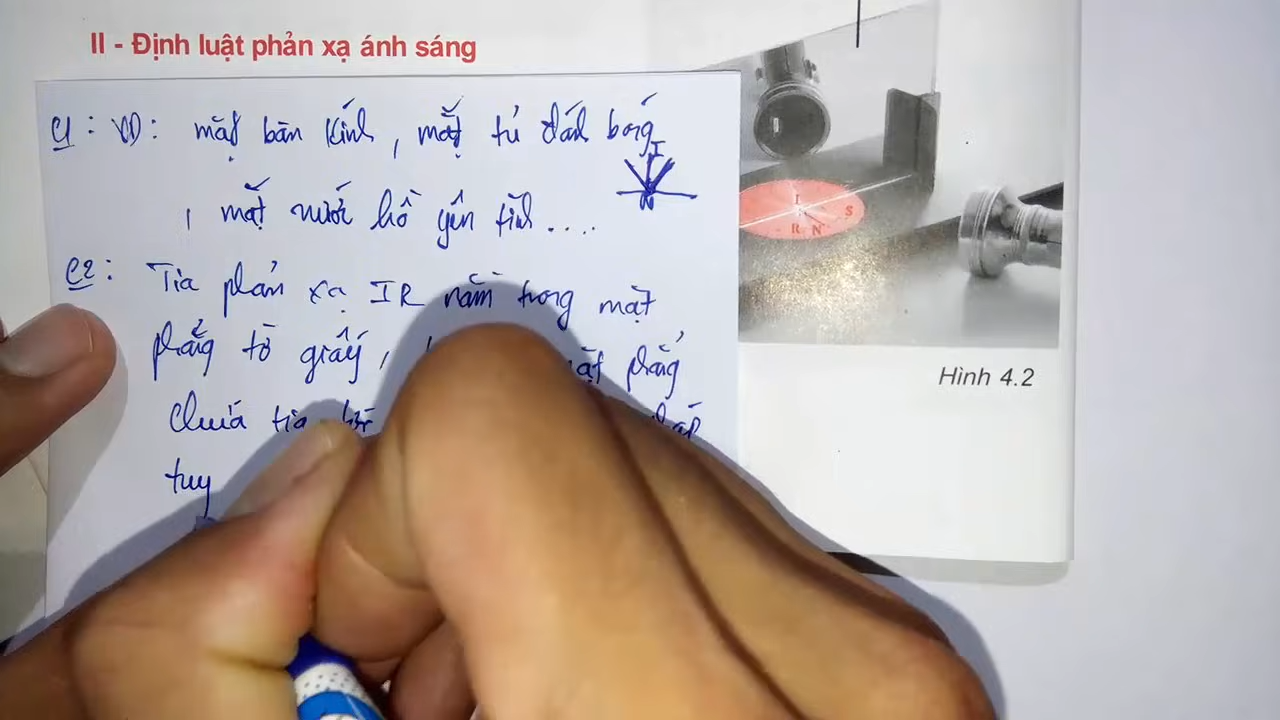 II - Định luật phản xạ ánh sáng
C1: VD: mặt bàn kính, mặt tủ đánh bóng
I
, mặt nước hồ yên tĩnh....
I
S
R N
C2: Tia phản xạ IR nằm trong mặt
phẳng tờ giấy, mặt phẳng
Hình 4.2
chứa tia pháp
tuy